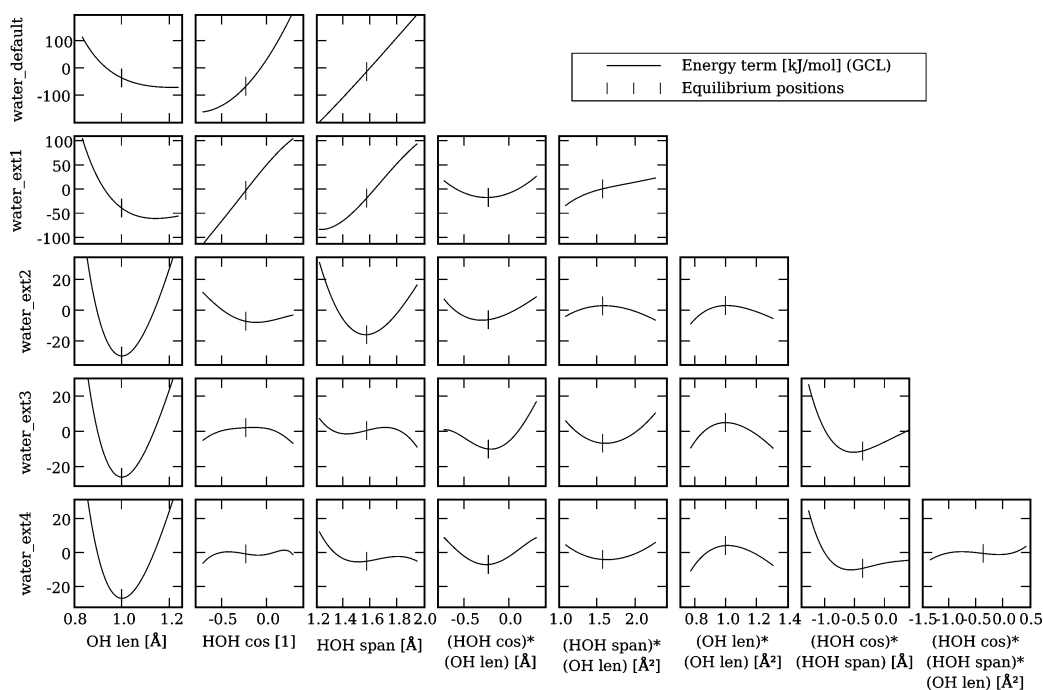 water_default
100
0
-100
Energy term [kJ/mol] (GCL)
Equilibrium positions
water_ext1
100
50
0
-50
-100
water_ext2
20
0
-20
water_ext3
20
0
-20
water_ext4
20
0
-20
0.8 1.0 1.2
-0.5 0.0
1.2 1.4 1.6 1.8 2.0
-0.5 0.0
1.0 1.5 2.0
0.8 1.0 1.2 1.4
-1.0 -0.5 0.0
-1.5 -1.0 -0.5 0.0 0.5
OH len [Å]
HOH cos [1]
HOH span [Å]
(HOH cos)*
(OH len) [Å]
(HOH span)*
(OH len) [Å²]
(OH len)*
(OH len) [Å²]
(HOH cos)*
(HOH span) [Å]
(HOH cos)*
(HOH span)*
(OH len) [Å²]